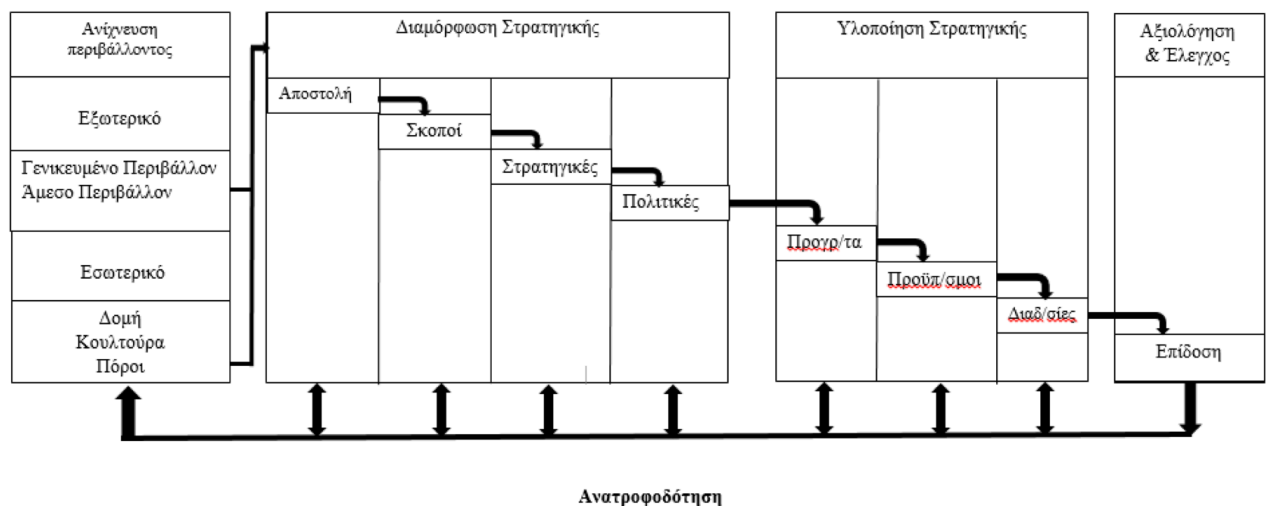 Ανίχνευση
περιβάλλοντος
Εξωτερικό
Γενικευμένο Περιβάλλον
Άμεσο Περιβάλλον
Εσωτερικό
Δομή
Κουλτούρα
Πόροι
Διαμόρφωση Στρατηγικής
Αποστολή
Σκοποί
Στρατηγικές
Πολιτικές
Υλοποίηση Στρατηγικής
Προγρ/τα
Προϋπ/σμοι
Διαδ/σίες
Αξιολόγηση
& Έλεγχος
Επίδοση
Ανατροφοδότηση